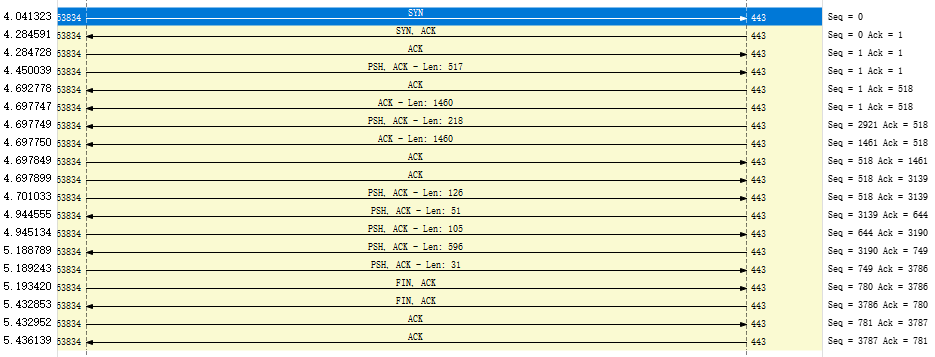 4.041323 53834 SYN 443 Seq = 0
4.284591 53834 SYN, ACK 443 Seq = 0 Ack = 1
4.284728 53834 ACK 443 Seq = 1 Ack = 1
4.450039 53834 PSH, ACK - Len: 517 443 Seq = 1 Ack = 1
4.692778 53834 ACK 443 Seq = 1 Ack = 518
4.697747 53834 ACK - Len: 1460 443 Seq = 1 Ack = 518
4.697749 53834 PSH, ACK - Len: 218 443 Seq = 2921 Ack = 518
4.697750 53834 ACK - Len: 1460 443 Seq = 1461 Ack = 518
4.697849 53834 ACK 443 Seq = 518 Ack = 1461
4.697899 53834 ACK 443 Seq = 518 Ack = 3139
4.701033 53834 PSH, ACK - Len: 126 443 Seq = 518 Ack = 3139
4.944555 53834 PSH, ACK - Len: 51 443 Seq = 3139 Ack = 644
4.945134 53834 PSH, ACK - Len: 105 443 Seq = 644 Ack = 3190
5.188789 53834 PSH, ACK - Len: 596 443 Seq = 3190 Ack = 749
5.189243 53834 PSH, ACK - Len: 31 443 Seq = 749 Ack = 3786
5.193420 53834 FIN, ACK 443 Seq = 780 Ack = 3786
5.432853 53834 FIN, ACK 443 Seq = 3786 Ack = 780
5.432952 53834 ACK 443 Seq = 781 Ack = 3787
5.436139 53834 ACK 443 Seq = 3787 Ack = 781